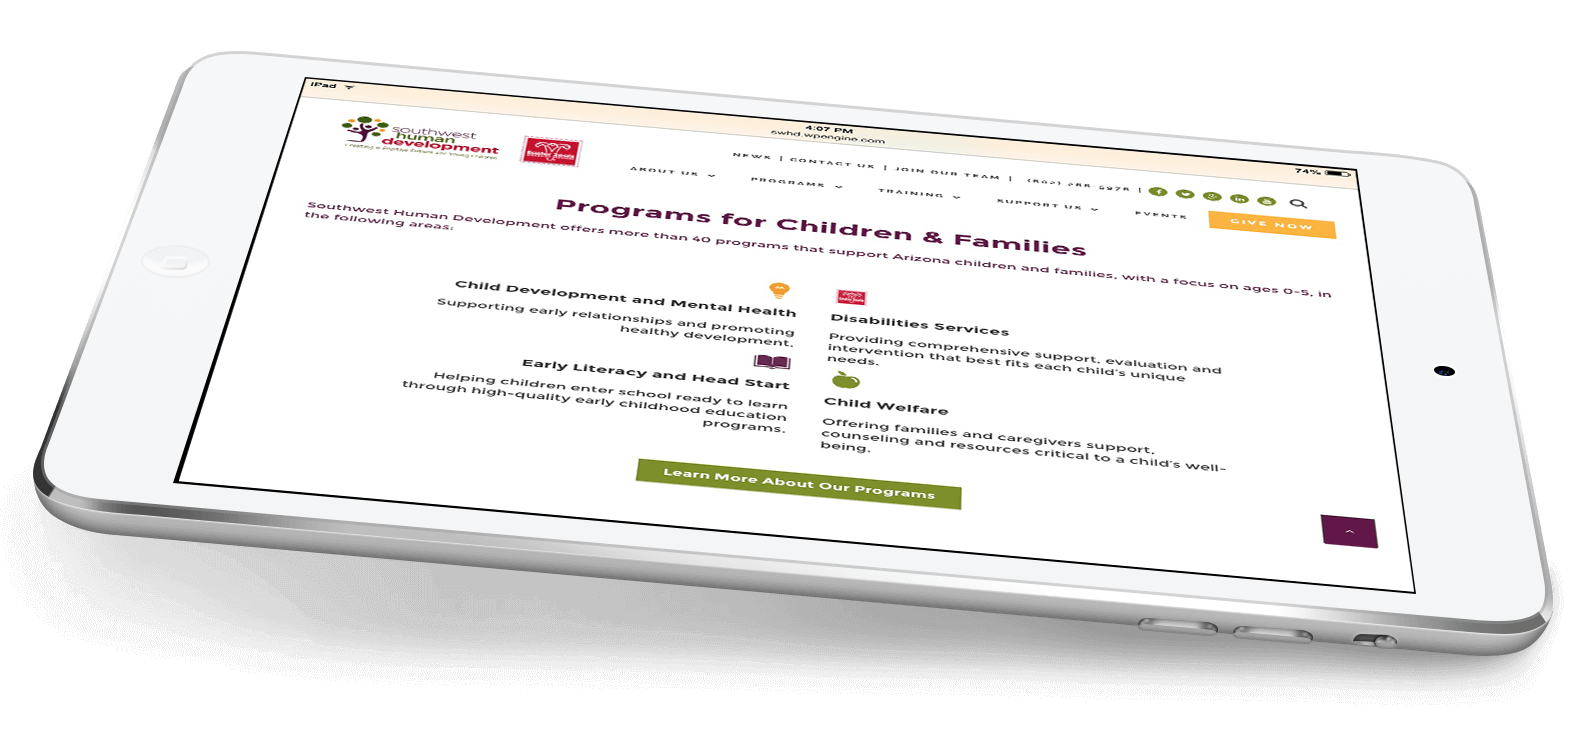 iPad
4:07 PM
swhd.wpengine.com
74%
southwest
human
development
NEWS | CONTACT US | JOIN OUR TEAM |
ABOUT US
PROGRAMS
TRAINING
SUPPORT US
EVENTS
GIVE NOW
Programs for Children & Families
Southwest Human Development offers more than 40 programs that support Arizona children and families, with a focus on ages 0-5, in
the following areas:
Child Development and Mental Health
Supporting early relationships and promoting
healthy development.
Disabilities Services
Providing comprehensive support, evaluation and
intervention that best fits each child's unique
needs.
Early Literacy and Head Start
Helping children enter school ready to learn
through high-quality early childhood education
programs.
Child Welfare
Offering families and caregivers support,
counseling and resources critical to a child's well-
being.
Learn More About Our Programs